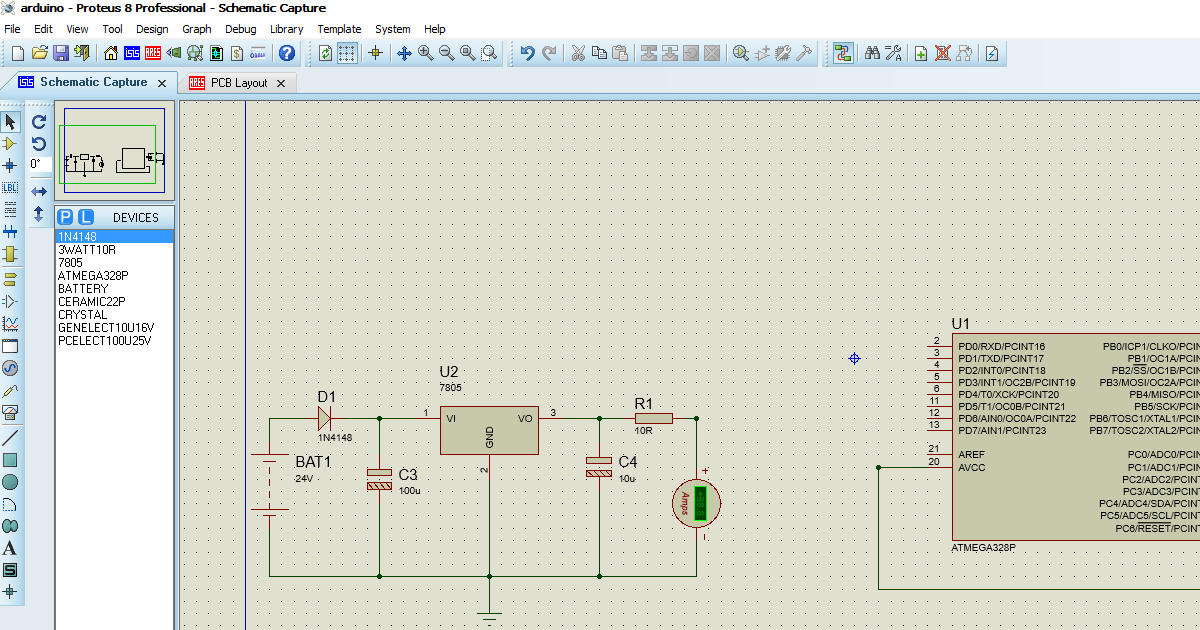 arduino - Proteus 8 Professional - Schematic Capture
File Edit View Tool Design Graph Debug Library Template System Help
ISIS ARES $ ?
ISIS Schematic Capture × ARES PCB Layout ×
0°
LBL
P L DEVICES
1N4148
3WATT10R
7805
ATMEGA328P
BATTERY
CERAMIC22P
CRYSTAL
GENELECT10U16V
PCELECT100U25V
A
S
D1
1N4148
BAT1
24V
C3
100u
U2
7805
1 VI VO 3
GND
2
C4
10u
R1
10R
+
Amps
-
U1
2 PD0/RXD/PCINT16
3 PD1/TXD/PCINT17
4 PD2/INT0/PCINT18
5 PD3/INT1/OC2B/PCINT19
6 PD4/T0/XCK/PCINT20
11 PD5/T1/OC0B/PCINT21
12 PD6/AIN0/OC0A/PCINT22
13 PD7/AIN1/PCINT23
21 AREF
20 AVCC
PB0/ICP1/CLKO/PCIN
PB1/OC1A/PCIN
PB2/SS/OC1B/PCIN
PB3/MOSI/OC2A/PCIN
PB4/MISO/PCIN
PB5/SCK/PCIN
PB6/TOSC1/XTAL1/PCIN
PB7/TOSC2/XTAL2/PCIN
PC0/ADC0/PCIN
PC1/ADC1/PCIN
PC2/ADC2/PCIN
PC3/ADC3/PCIN
PC4/ADC4/SDA/PCIN
PC5/ADC5/SCL/PCIN
PC6/RESET/PCIN
ATMEGA328P